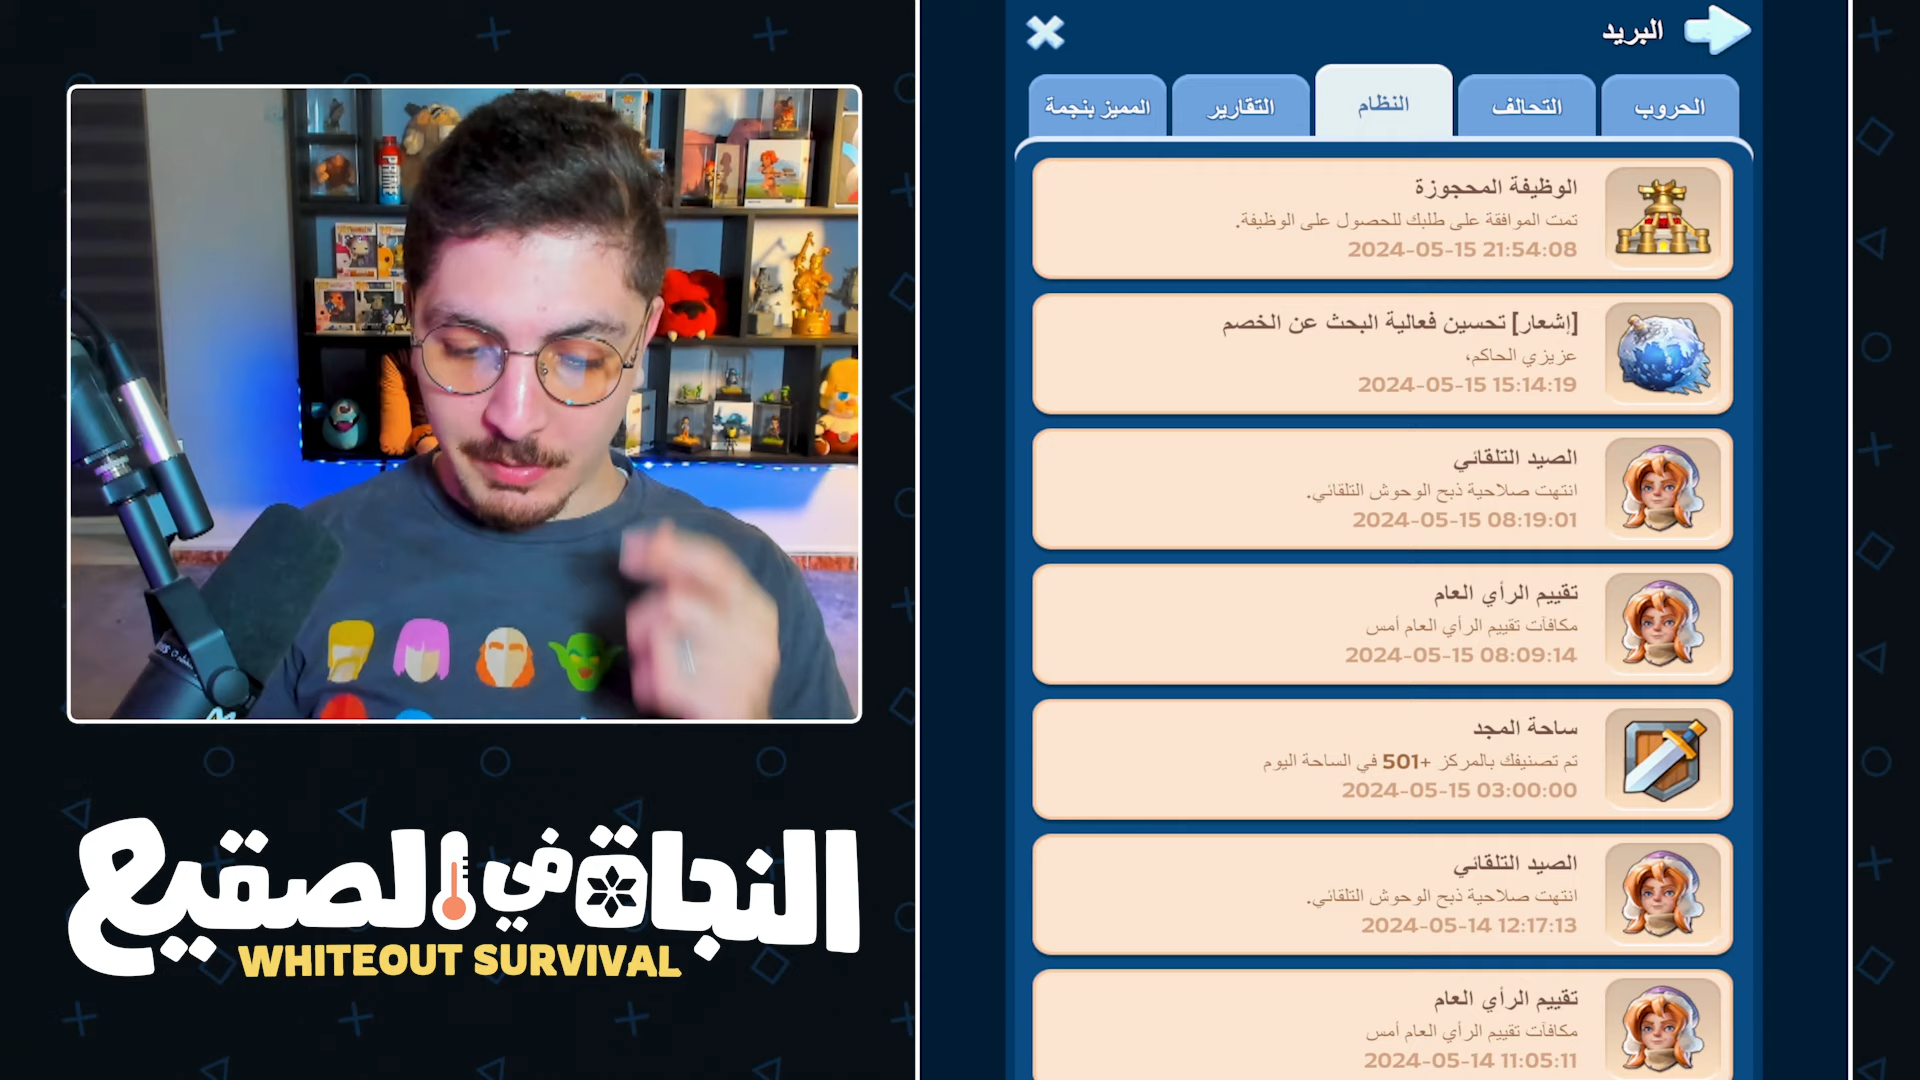 البريد
الحروب
التحالف
النظام
التقارير
المميز بنجمة
الوظيفة المحجوزة
تمت الموافقة على طلبك للحصول على الوظيفة.
2024-05-15 21:54:08
[إشعار] تحسين فعالية البحث عن الخصم
عزيزي الحاكم،
2024-05-15 15:14:19
الصيد التلقائي
انتهت صلاحية ذبح الوحوش التلقائي.
2024-05-15 08:19:01
تقييم الرأي العام
مكافآت تقييم الرأي العام أمس
2024-05-15 08:09:14
ساحة المجد
تم تصنيفك بالمركز +501 في الساحة اليوم
2024-05-15 03:00:00
الصيد التلقائي
انتهت صلاحية ذبح الوحوش التلقائي.
2024-05-14 12:17:13
تقييم الرأي العام
مكافآت تقييم الرأي العام أمس
2024-05-14 11:05:11
PRIME
النجاة في الصقيع
WHITEOUT SURVIVAL